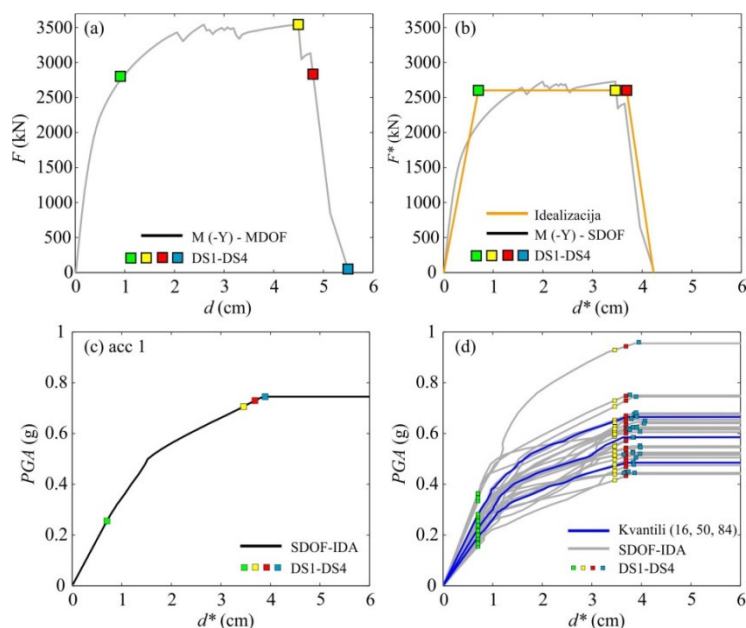 (a)
F (kN)
4000
3500
3000
2500
2000
1500
1000
500
0
M (-Y) - MDOF
DS1-DS4
0 1 2 3 4 5 6
d (cm)
(b)
F* (kN)
4000
3500
3000
2500
2000
1500
1000
500
0
Idealizacija
M (-Y) - SDOF
DS1-DS4
0 1 2 3 4 5 6
d* (cm)
(c) acc 1
PGA (g)
1
0.8
0.6
0.4
0.2
0
SDOF-IDA
DS1-DS4
0 1 2 3 4 5 6
d* (cm)
(d)
PGA (g)
1
0.8
0.6
0.4
0.2
0
Kvantili (16, 50, 84)
SDOF-IDA
DS1-DS4
0 1 2 3 4 5 6
d* (cm)